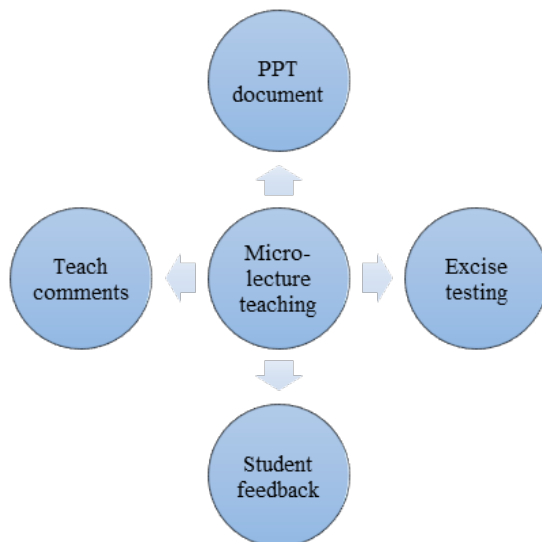 PPT
document
Teach
comments
Micro-
lecture
teaching
Excise
testing
Student
feedback